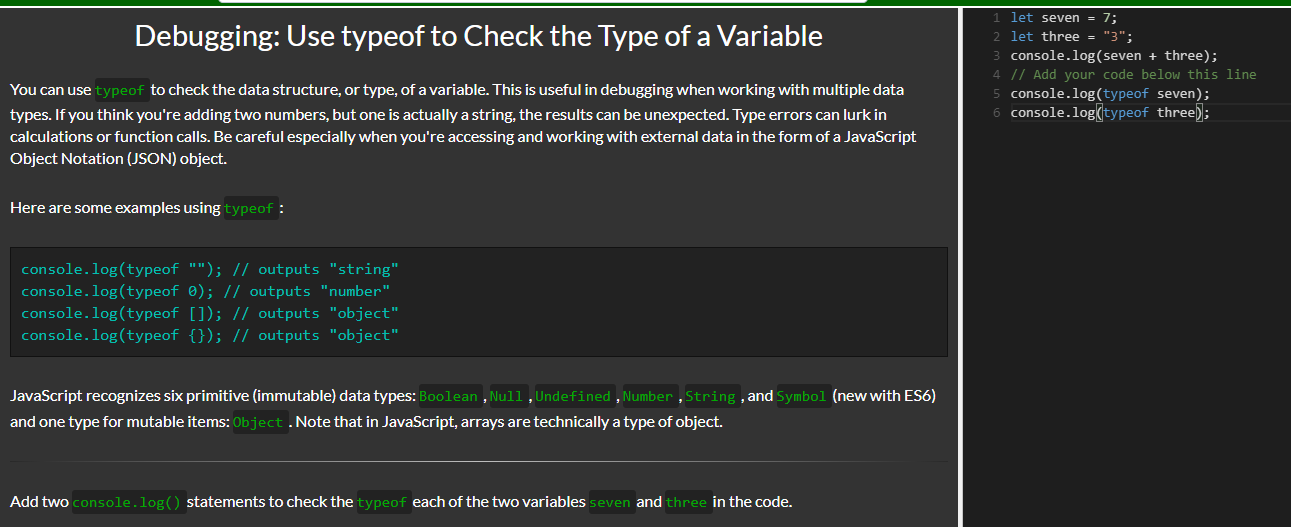 Debugging: Use typeof to Check the Type of a Variable
You can use typeof to check the data structure, or type, of a variable. This is useful in debugging when working with multiple data
types. If you think you're adding two numbers, but one is actually a string, the results can be unexpected. Type errors can lurk in
calculations or function calls. Be careful especially when you're accessing and working with external data in the form of a JavaScript
Object Notation (JSON) object.
Here are some examples using typeof :
console.log(typeof ""); // outputs "string"
console.log(typeof 0); // outputs "number"
console.log(typeof []); // outputs "object"
console.log(typeof {}); // outputs "object"
JavaScript recognizes six primitive (immutable) data types: Boolean , Null , Undefined , Number , String , and Symbol (new with ES6)
and one type for mutable items: Object . Note that in JavaScript, arrays are technically a type of object.
Add two console.log() statements to check the typeof each of the two variables seven and three in the code.
1 let seven = 7;
2 let three = "3";
3 console.log(seven + three);
4 // Add your code below this line
5 console.log(typeof seven);
6 console.log(typeof three);